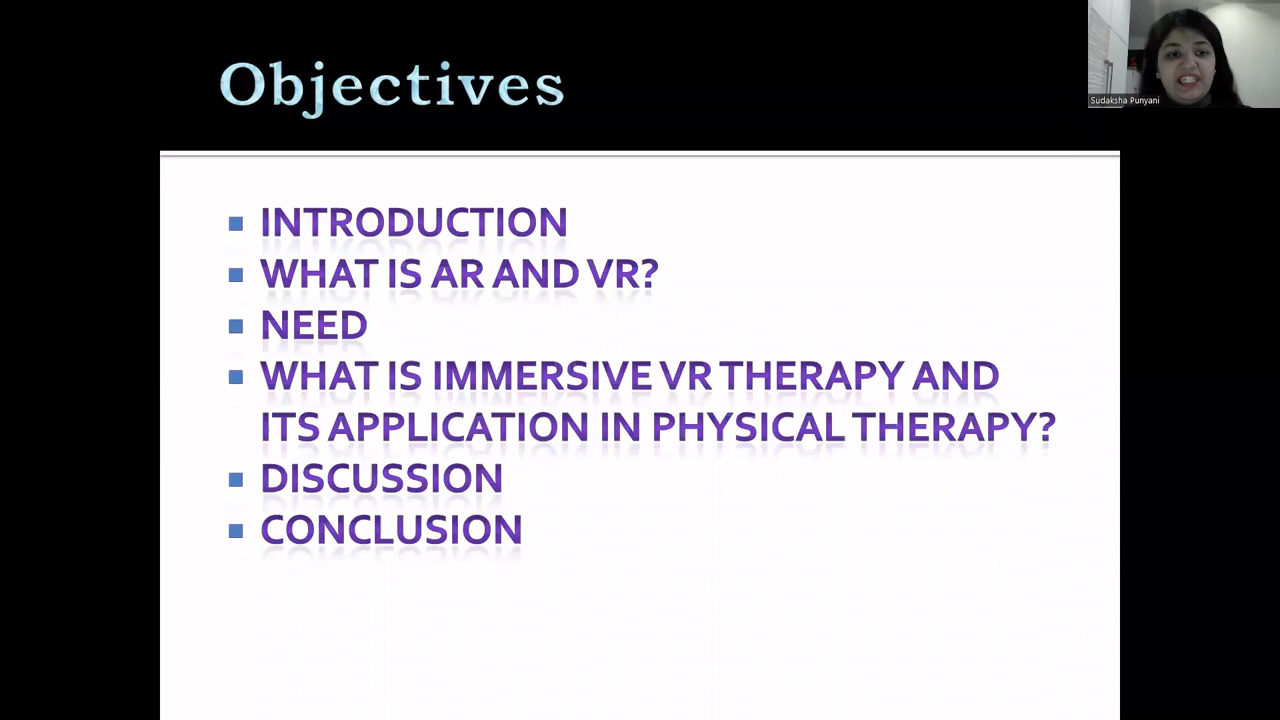 Objectives
Sudaksha Punyani
INTRODUCTION
WHAT IS AR AND VR?
NEED
WHAT IS IMMERSIVE VR THERAPY AND
ITS APPLICATION IN PHYSICAL THERAPY?
DISCUSSION
CONCLUSION